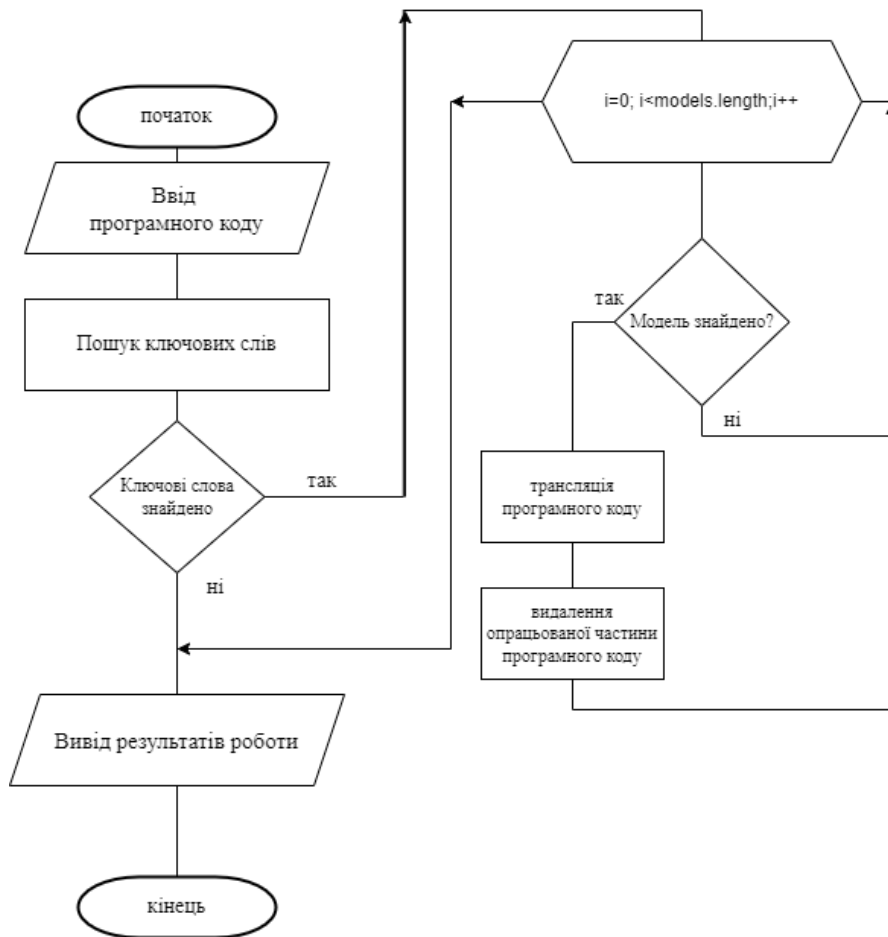 початок
Ввід
програмного коду
Пошук ключових слів
Ключові слова
знайдено
так
ні
Вивід результатів роботи
кінець
i=0; i<models.length;i++
Модель знайдено?
так
ні
трансляція
програмного коду
видалення
опрацьованої частини
програмного коду